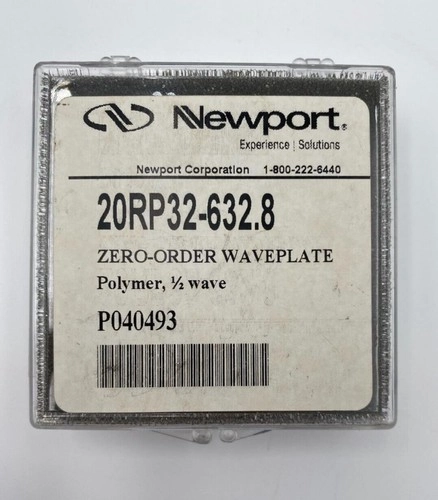 Newport®
Experience | Solutions
Newport Corporation 1-800-222-6440
20RP32-632.8
ZERO-ORDER WAVEPLATE
Polymer, ½ wave
P040493